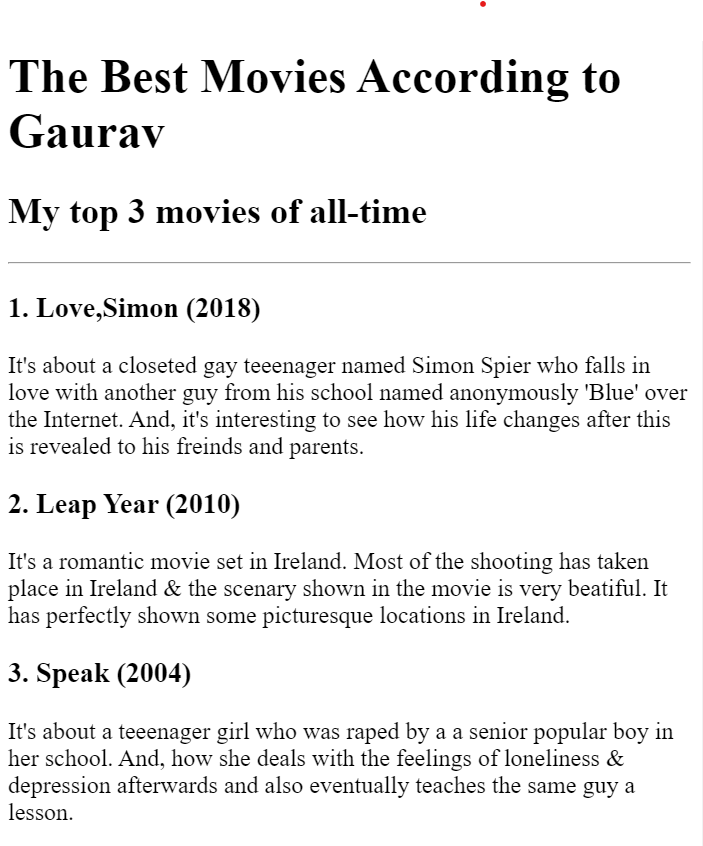 The Best Movies According to
Gaurav
My top 3 movies of all-time
1. Love,Simon (2018)
It's about a closeted gay teeenager named Simon Spier who falls in
love with another guy from his school named anonymously 'Blue' over
the Internet. And, it's interesting to see how his life changes after this
is revealed to his freinds and parents.
2. Leap Year (2010)
It's a romantic movie set in Ireland. Most of the shooting has taken
place in Ireland & the scenary shown in the movie is very beatiful. It
has perfectly shown some picturesque locations in Ireland.
3. Speak (2004)
It's about a teeenager girl who was raped by a a senior popular boy in
her school. And, how she deals with the feelings of loneliness &
depression afterwards and also eventually teaches the same guy a
lesson.